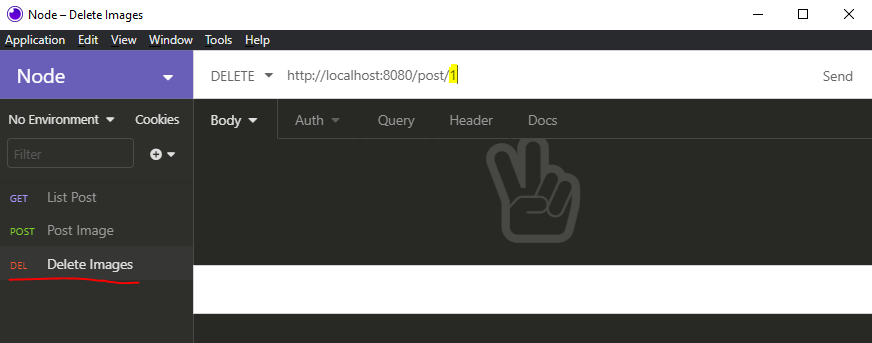 Node – Delete Images
Application Edit View Window Tools Help
Node
DELETE http://localhost:8080/post/1 Send
No Environment Cookies
Body Auth Query Header Docs
Filter
GET List Post
POST Post Image
DEL Delete Images